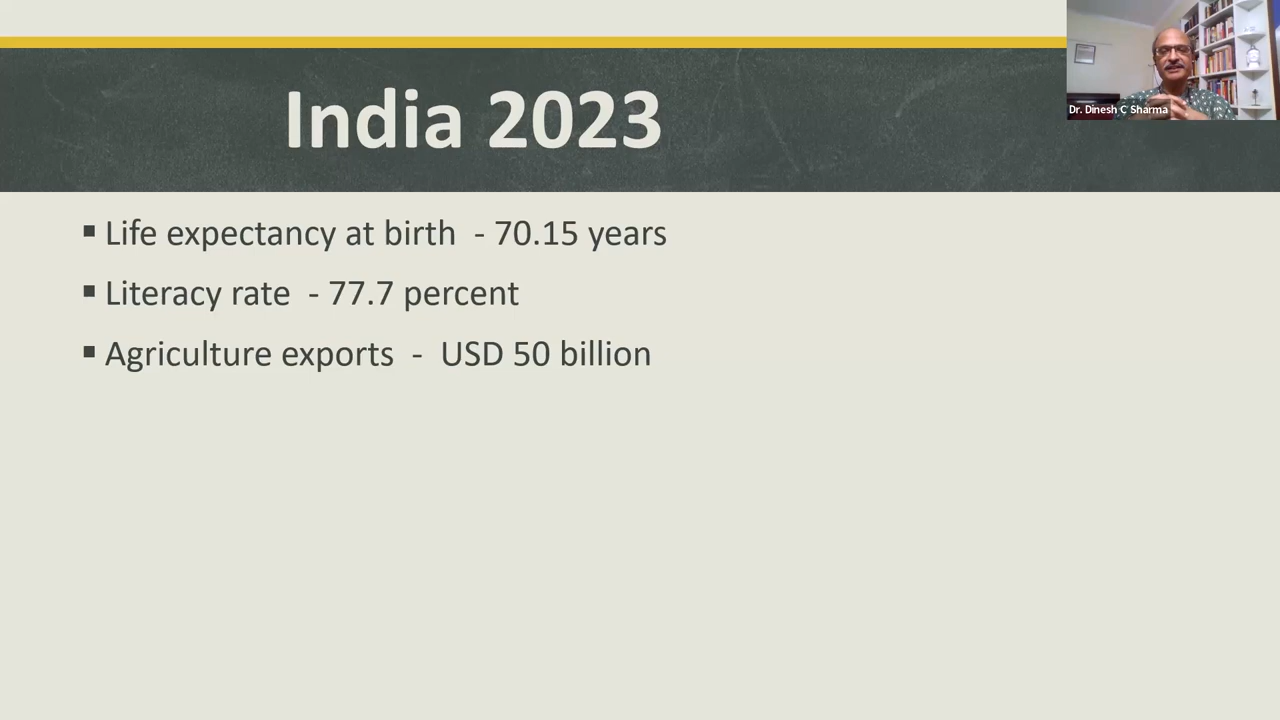 India 2023
Dr. Dinesh C Sharma
▪ Life expectancy at birth - 70.15 years
▪ Literacy rate - 77.7 percent
▪ Agriculture exports - USD 50 billion